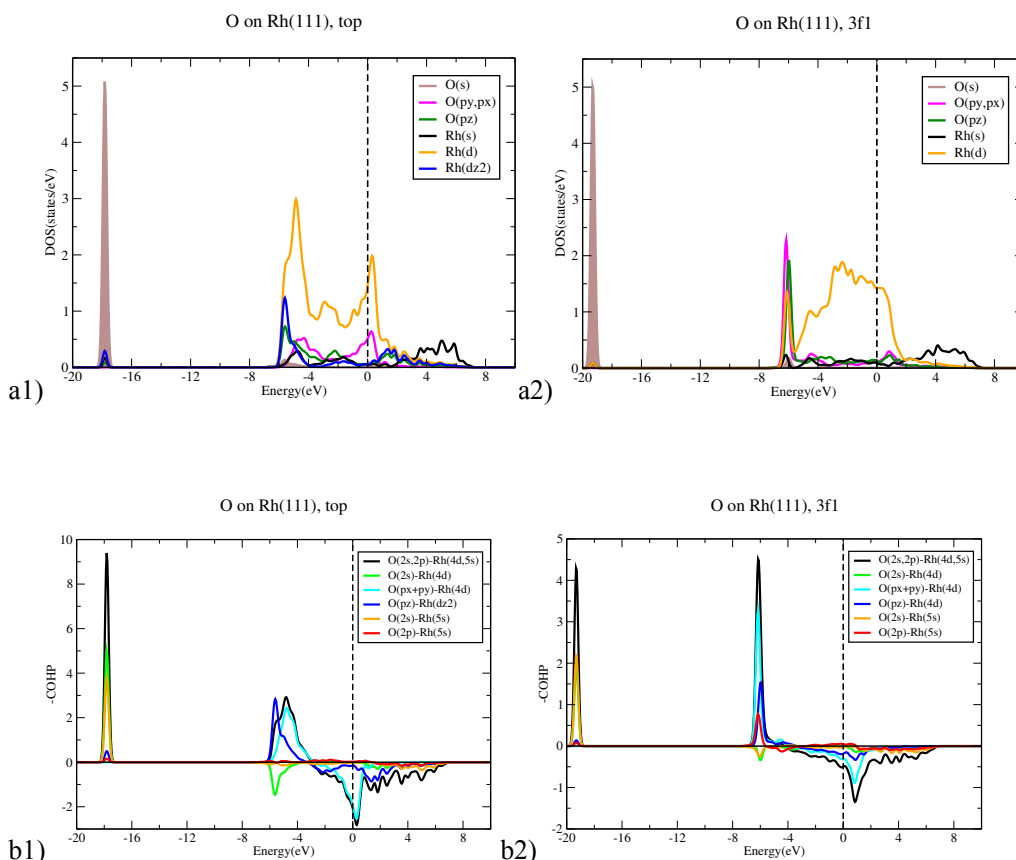 O on Rh(111), top
5
4
3
2
1
0
DOS(states/eV)
-20
-16
-12
-8
-4
0
4
8
Energy(eV)
O(s)
O(py,px)
O(pz)
Rh(s)
Rh(d)
Rh(dz2)
a1)
O on Rh(111), 3f1
5
4
3
2
1
0
DOS(states/eV)
-20
-16
-12
-8
-4
0
4
8
Energy(eV)
O(s)
O(py,px)
O(pz)
Rh(s)
Rh(d)
a2)
O on Rh(111), top
10
8
6
4
2
0
-2
-COHP
-20
-16
-12
-8
-4
0
4
8
Energy(eV)
O(2s,2p)-Rh(4d,5s)
O(2s)-Rh(4d)
O(px+py)-Rh(4d)
O(pz)-Rh(dz2)
O(2s)-Rh(5s)
O(2p)-Rh(5s)
b1)
O on Rh(111), 3f1
5
4
3
2
1
0
-1
-2
-COHP
-20
-16
-12
-8
-4
0
4
8
Energy(eV)
O(2s,2p)-Rh(4d,5s)
O(2s)-Rh(4d)
O(px+py)-Rh(4d)
O(pz)-Rh(4d)
O(2s)-Rh(5s)
O(2p)-Rh(5s)
b2)